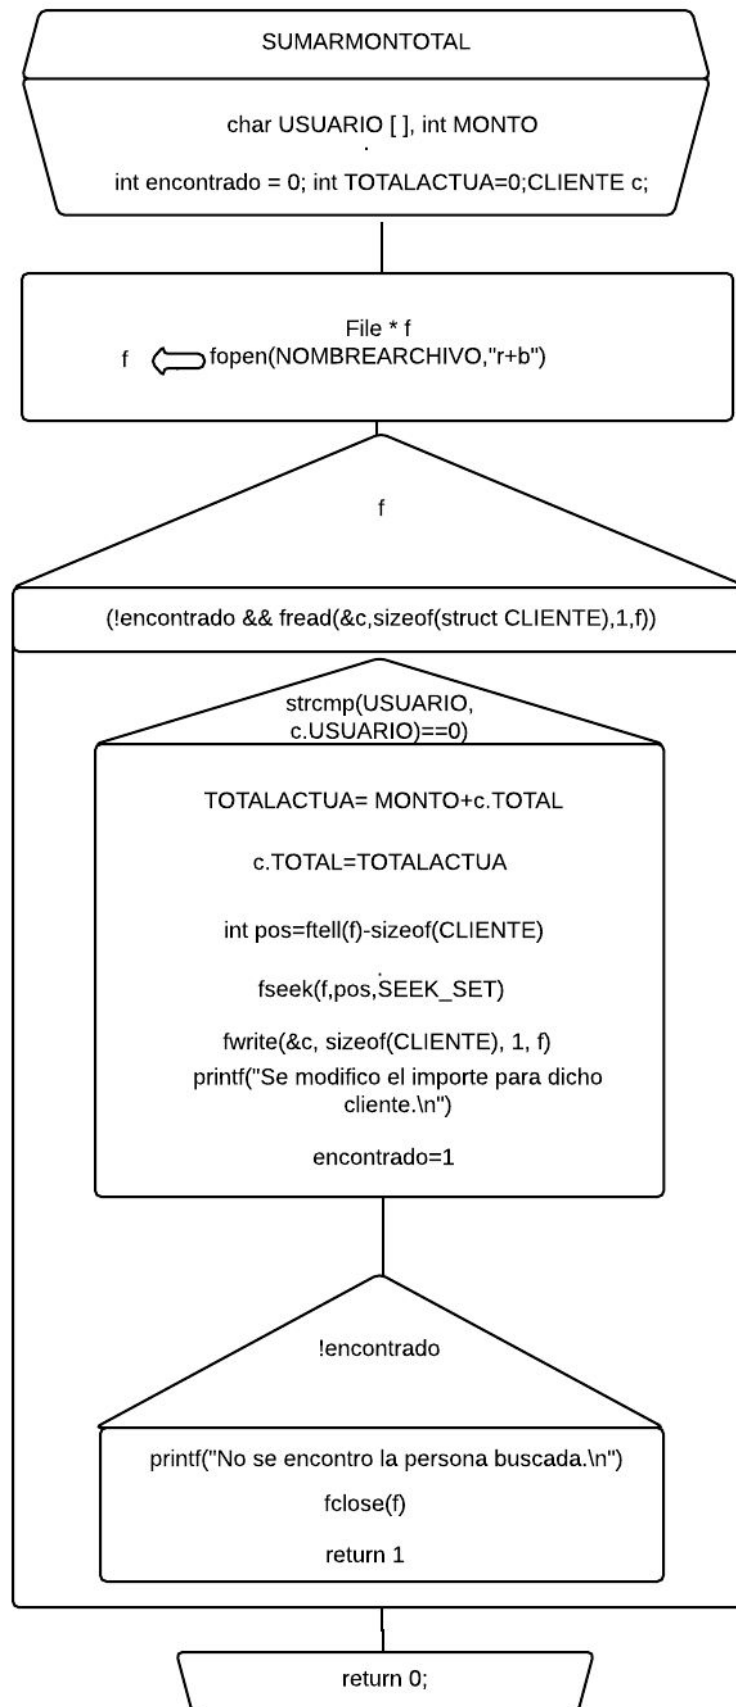 SUMARMONTOTAL
char USUARIO [ ], int MONTO
.
int encontrado = 0; int TOTALACTUA=0;CLIENTE c;
File * f
f fopen(NOMBREARCHIVO,"r+b")
f
(!encontrado && fread(&c,sizeof(struct CLIENTE),1,f))
strcmp(USUARIO,
c.USUARIO)==0)
TOTALACTUA= MONTO+c.TOTAL
c.TOTAL=TOTALACTUA
int pos=ftell(f)-sizeof(CLIENTE)
.
fseek(f,pos,SEEK_SET)
fwrite(&c, sizeof(CLIENTE), 1, f)
printf("Se modifico el importe para dicho
cliente.\n")
encontrado=1
!encontrado
printf("No se encontro la persona buscada.\n")
fclose(f)
return 1
return 0;